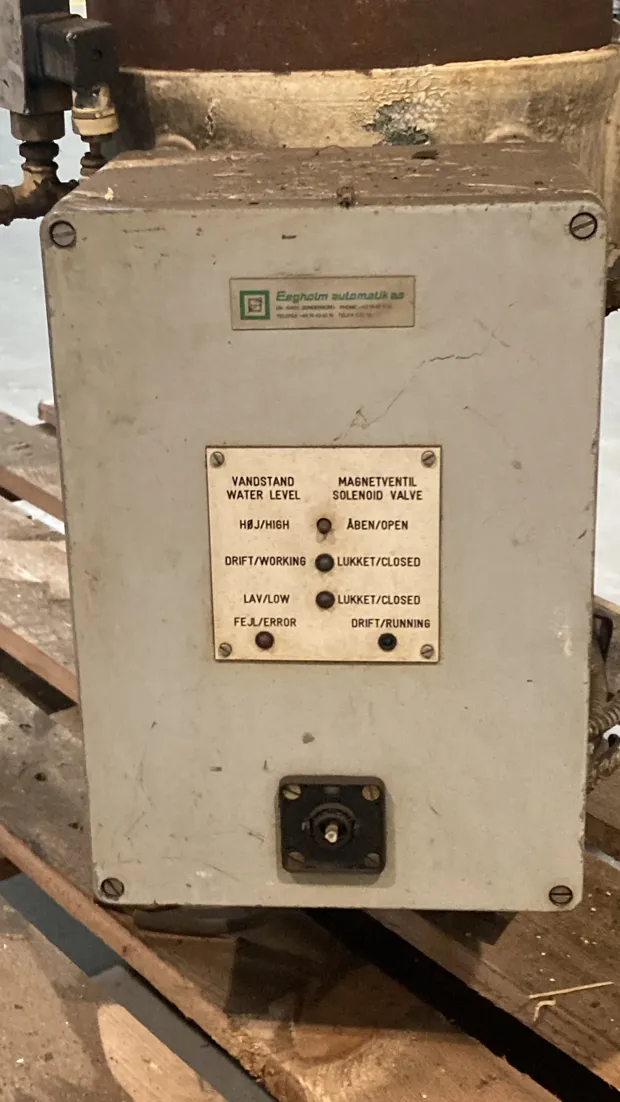 Eegholm automatik as
VANDSTAND
WATER LEVEL
MAGNETVENTIL
SOLENOID VALVE
HØJ/HIGH
ÅBEN/OPEN
DRIFT/WORKING
LUKKET/CLOSED
LAV/LOW
LUKKET/CLOSED
FEJL/ERROR
DRIFT/RUNNING